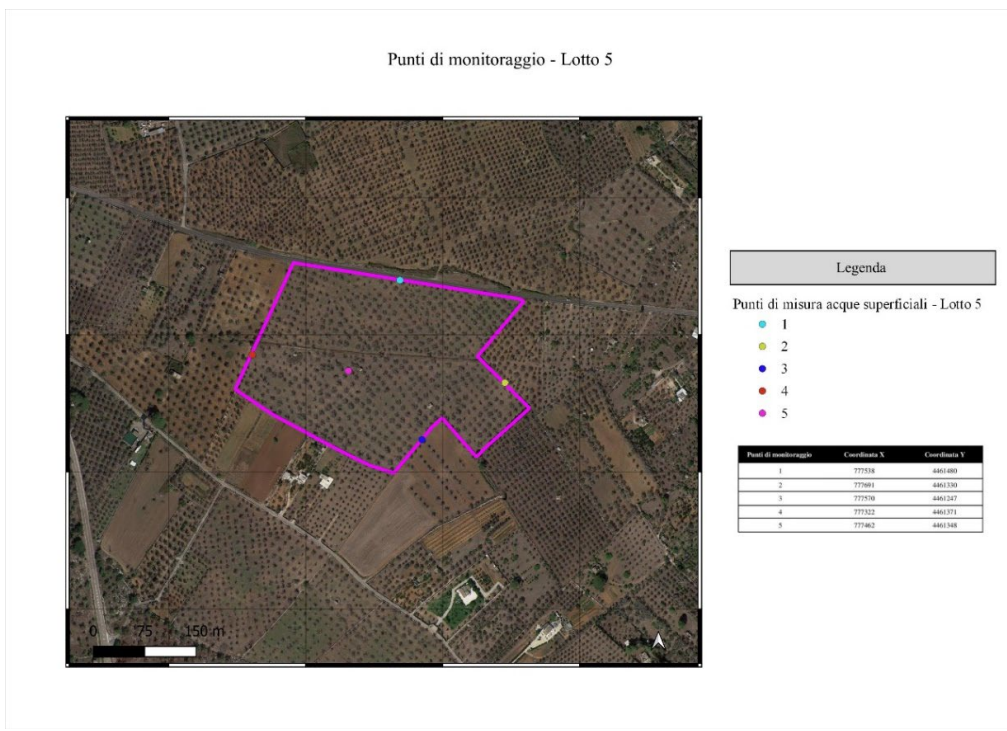 Punti di monitoraggio - Lotto 5
Legenda
Punti di misura acque superficiali - Lotto 5
1
2
3
4
5
Punti di monitoraggio Coordinata X Coordinata Y
1 777538 4461480
2 777691 4461330
3 777570 4461247
4 777322 4461371
5 777462 4461348
0 75 150 m